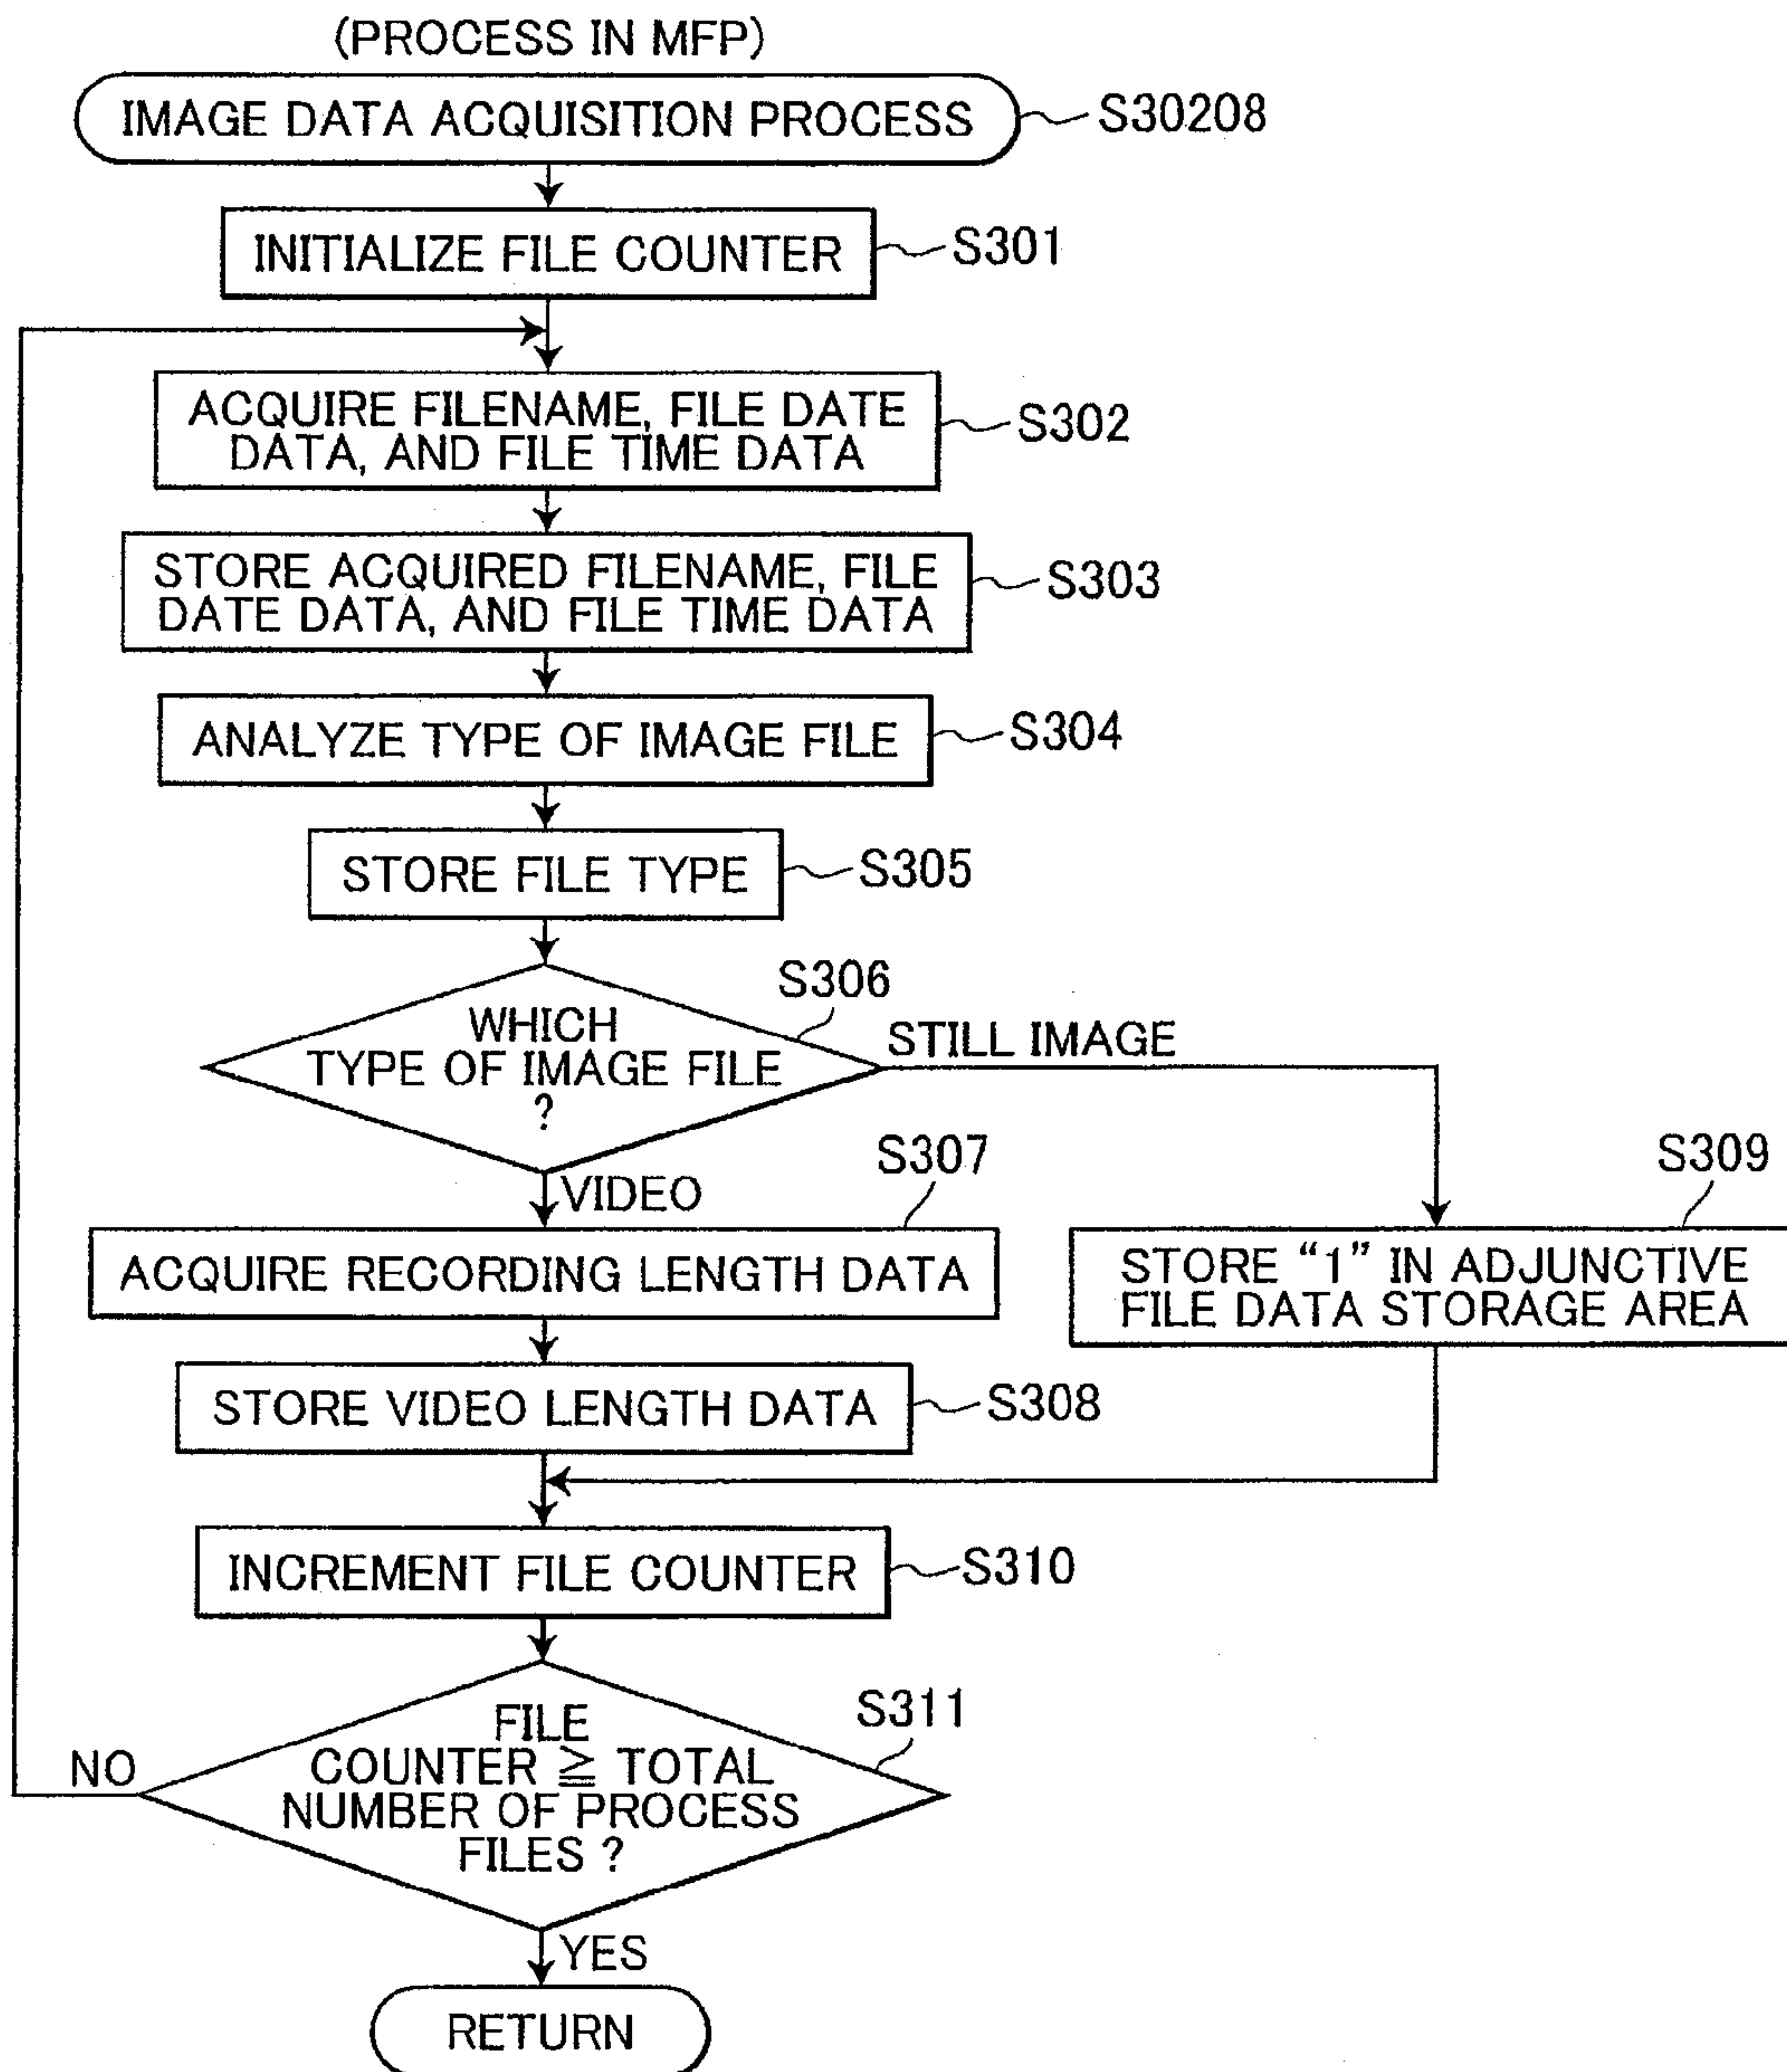 (PROCESS IN MFP)
IMAGE DATA ACQUISITION PROCESS
S30208
INITIALIZE FILE COUNTER
S301
ACQUIRE FILENAME, FILE DATE
DATA, AND FILE TIME DATA
S302
STORE ACQUIRED FILENAME, FILE
DATE DATA, AND FILE TIME DATA
S303
ANALYZE TYPE OF IMAGE FILE
S304
STORE FILE TYPE
S305
WHICH
TYPE OF IMAGE FILE
?
S306
STILL IMAGE
VIDEO
S307
ACQUIRE RECORDING LENGTH DATA
S309
STORE “1” IN ADJUNCTIVE
FILE DATA STORAGE AREA
STORE VIDEO LENGTH DATA
S308
INCREMENT FILE COUNTER
S310
FILE
COUNTER ≧ TOTAL
NUMBER OF PROCESS
FILES ?
S311
NO
YES
RETURN